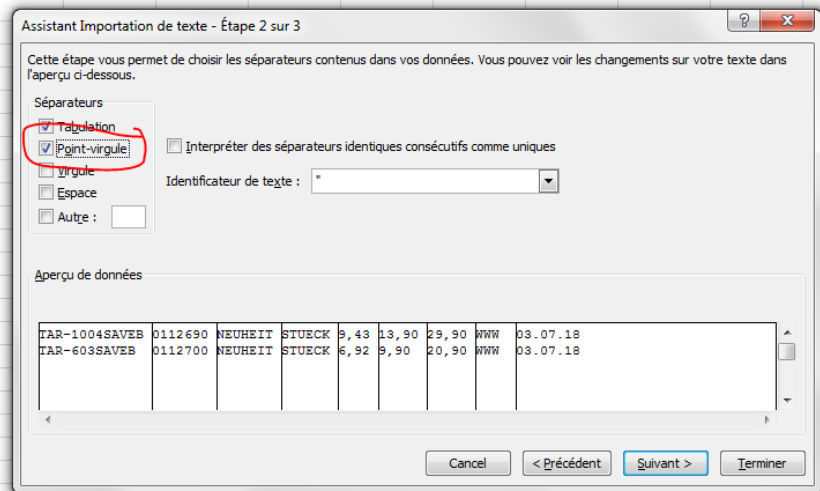 Assistant Importation de texte - Étape 2 sur 3
Cette étape vous permet de choisir les séparateurs contenus dans vos données. Vous pouvez voir les changements sur votre texte dans
l'aperçu ci-dessous.
Séparateurs
Tabulation
Point-virgule
Virgule
Espace
Autre :
Interpréter des séparateurs identiques consécutifs comme uniques
Identificateur de texte : "
Aperçu de données
TAR-1004SAVEB 0112690 NEUHEIT STUECK 9,43 13,90 29,90 WWW 03.07.18
TAR-603SAVEB 0112700 NEUHEIT STUECK 6,92 9,90 20,90 WWW 03.07.18
Cancel < Précédent Suivant > Terminer